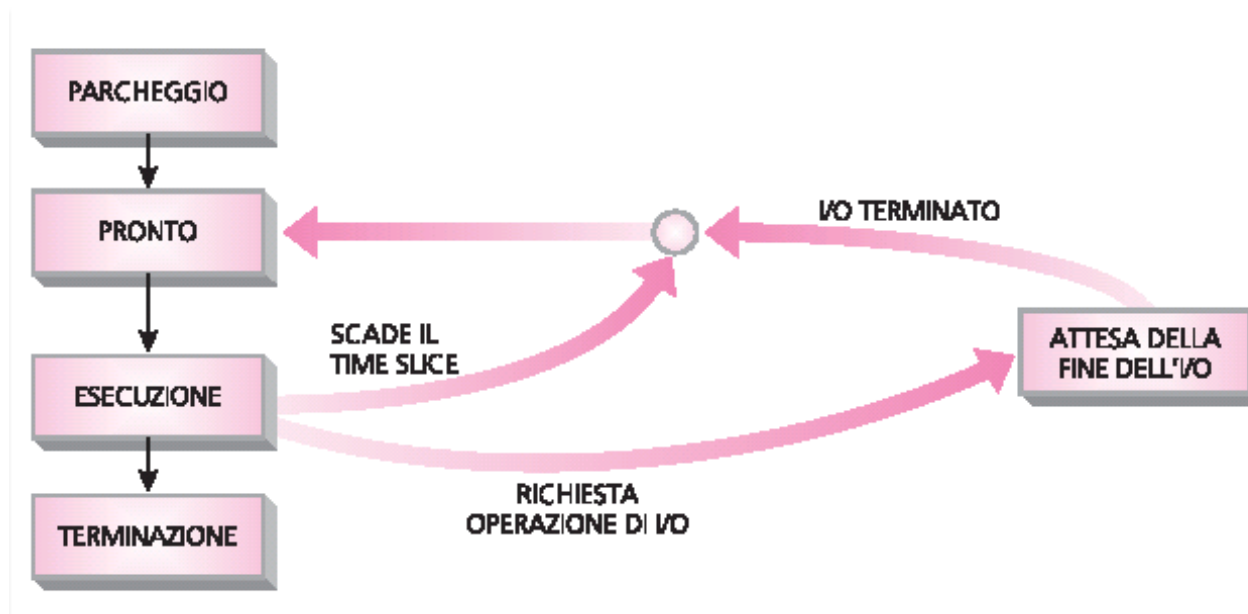 PARCHEGGIO
PRONTO
I/O TERMINATO
SCADE IL
TIME SLICE
ATTESA DELLA
FINE DELL'I/O
ESECUZIONE
RICHIESTA
OPERAZIONE DI I/O
TERMINAZIONE